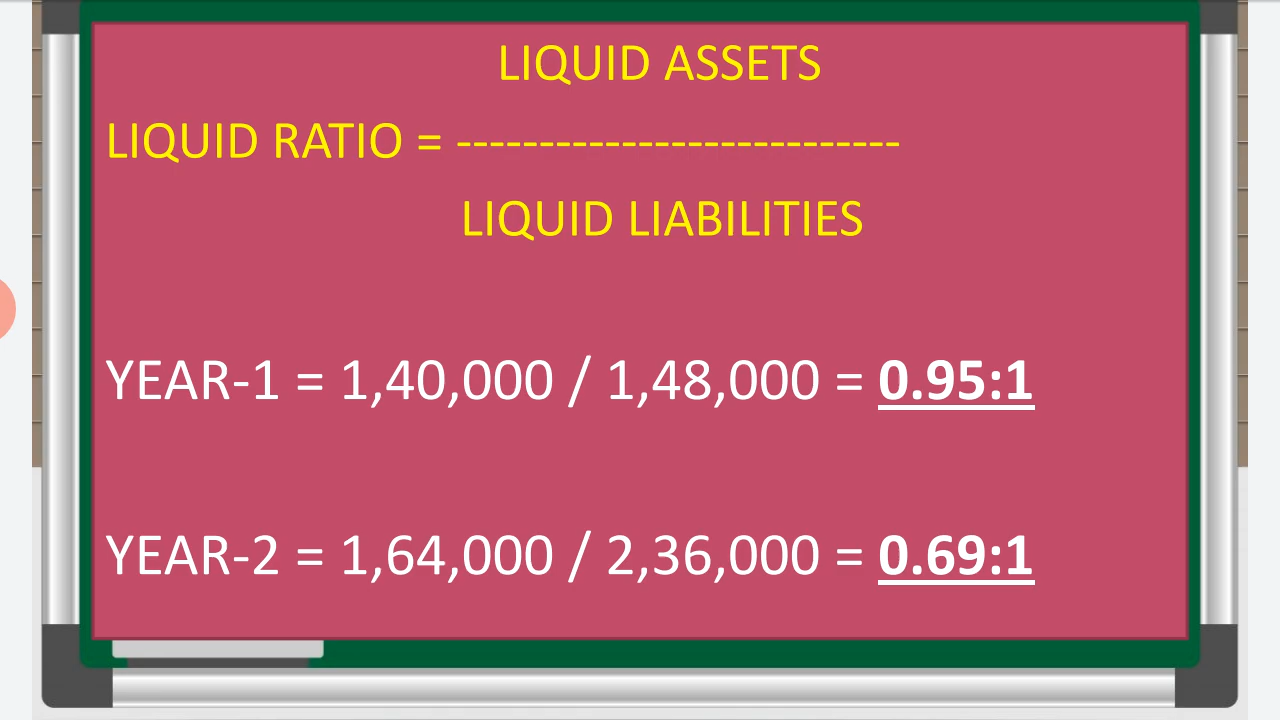 LIQUID ASSETS
LIQUID RATIO = ---------------------------
LIQUID LIABILITIES
YEAR-1 = 1,40,000 / 1,48,000 = 0.95:1
YEAR-2 = 1,64,000 / 2,36,000 = 0.69:1